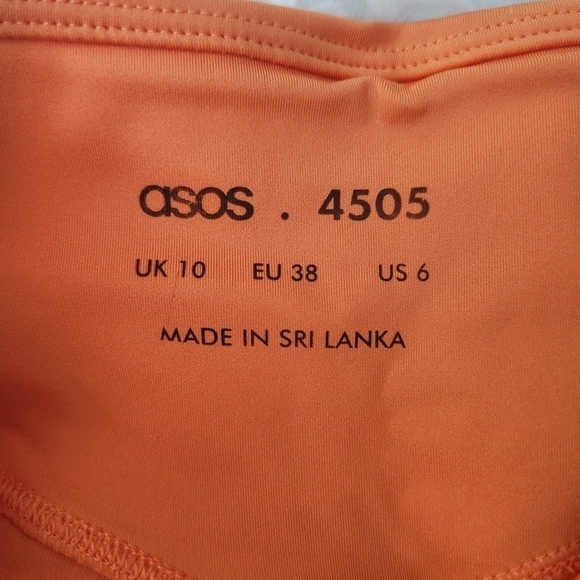 asos . 4505
UK 10 EU 38 US 6
MADE IN SRI LANKA